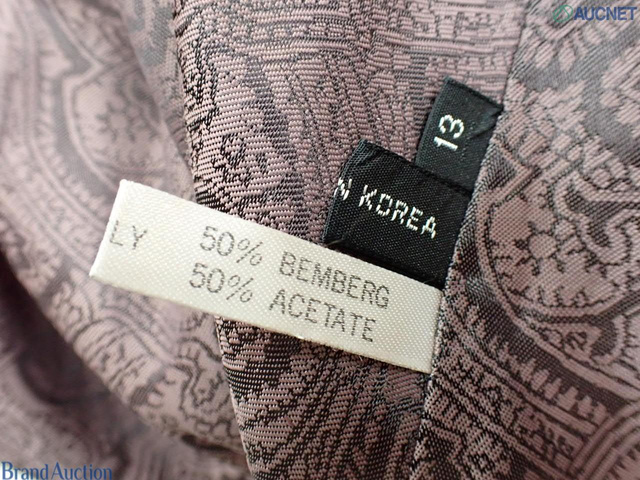 AUCNET
13
N KOREA
LY 50% BEMBERG
50% ACETATE
BrandAuction